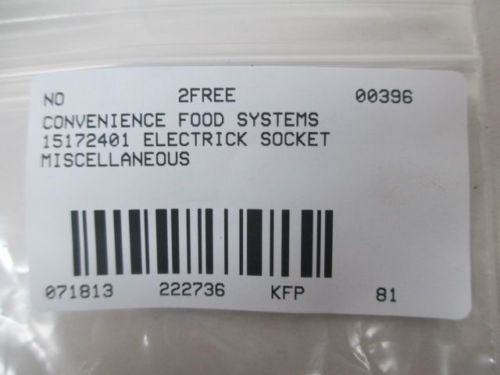 NO 2FREE 00396
CONVENIENCE FOOD SYSTEMS
15172401 ELECTRICK SOCKET
MISCELLANEOUS
071813 222736 KFP 81